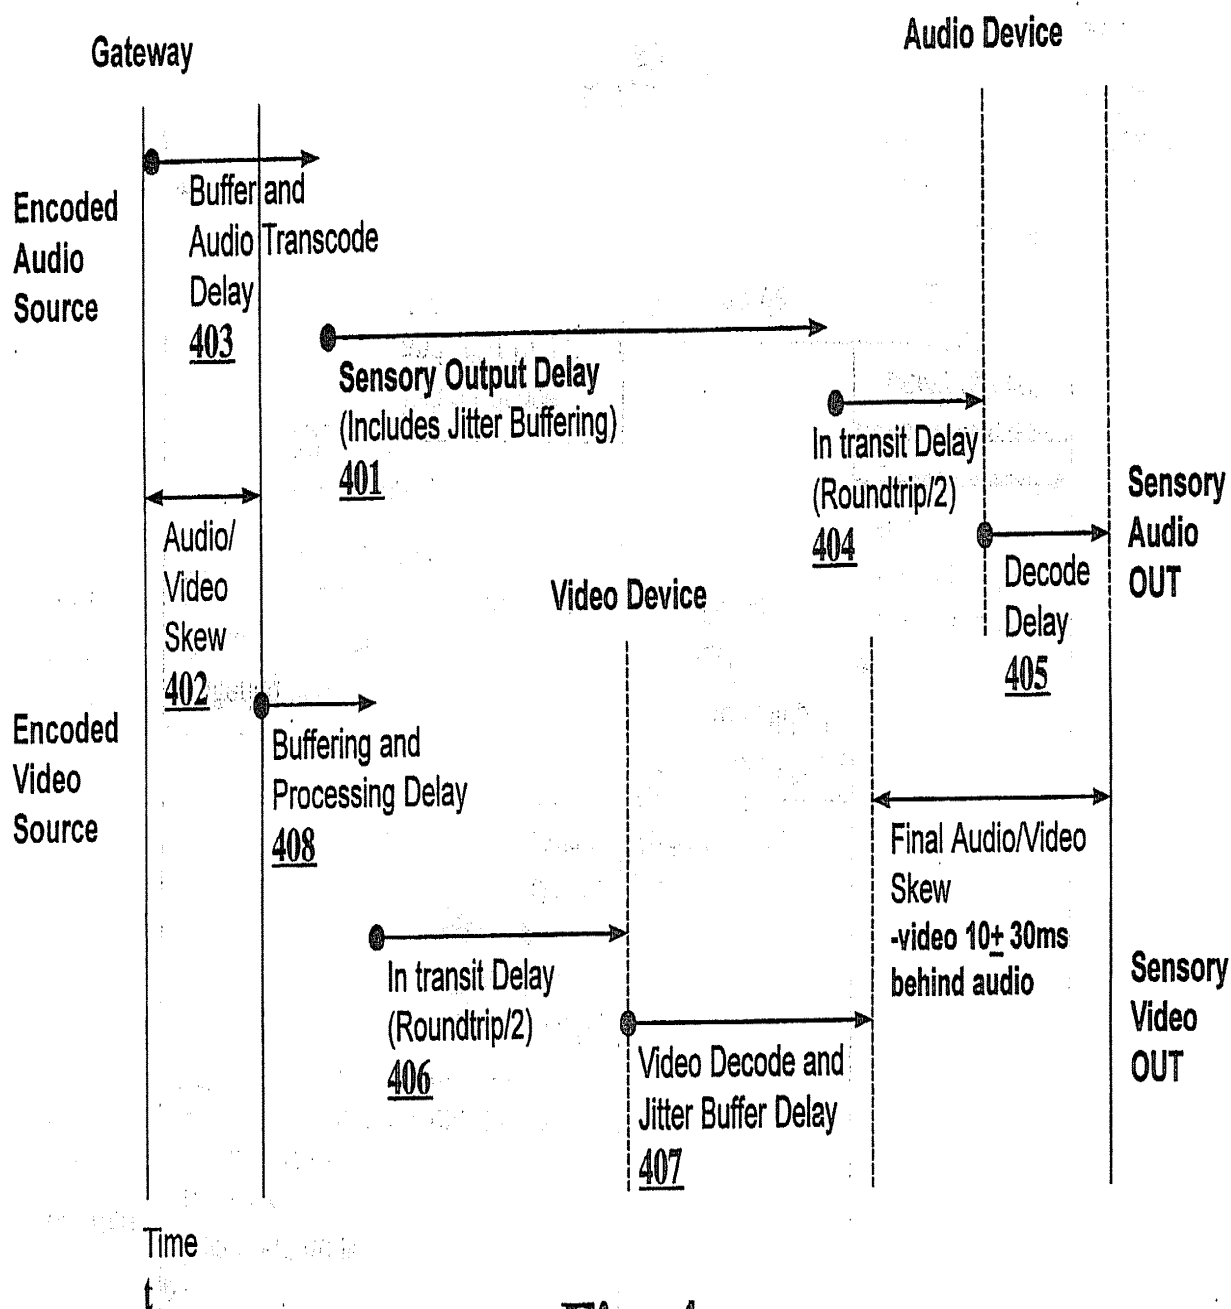 Gateway
Audio Device
Encoded
Audio
Source
Buffer and
Audio Transcode
Delay
403
Sensory Output Delay
(Includes Jitter Buffering)
401
In transit Delay
(Roundtrip/2)
404
Sensory
Audio
OUT
Audio/
Video
Skew
402
Video Device
Decode
Delay
405
Encoded
Video
Source
Buffering and
Processing Delay
408
Final Audio/Video
Skew
-video 10± 30ms
behind audio
In transit Delay
(Roundtrip/2)
406
Sensory
Video
OUT
Video Decode and
Jitter Buffer Delay
407
Time
t